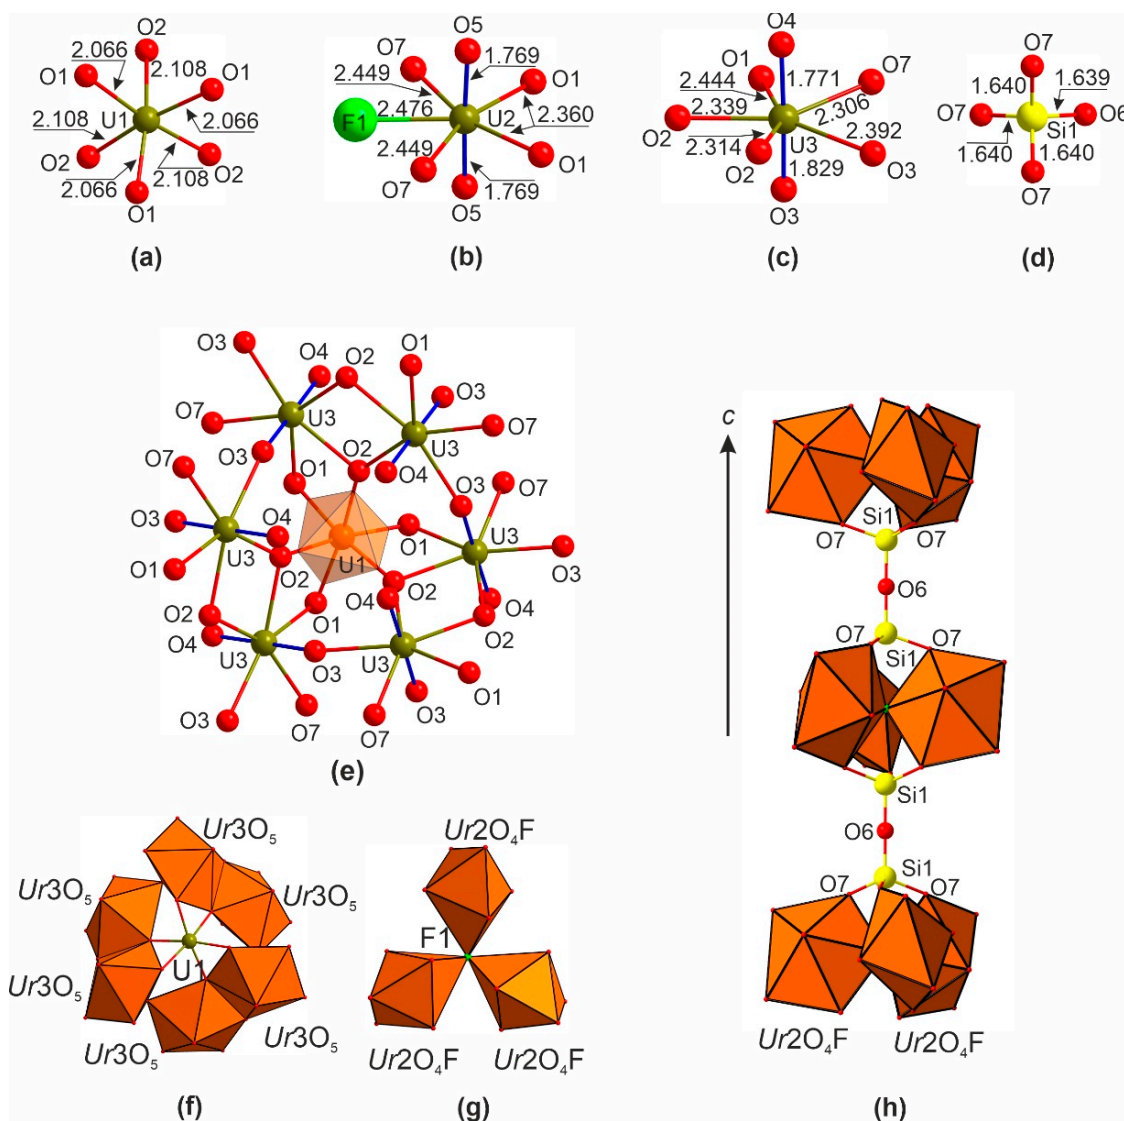 O2
2.066
O1
2.108
O1
2.108
U1
2.066
O2
2.066
2.108
O2
O1
(a)
O5
O7
1.769
2.449
O1
F1
2.476
U2
2.360
2.449
O1
O7
1.769
O5
(b)
O4
O1
O7
2.444
1.771
2.339
2.306
O2
U3
2.392
2.314
O3
O2
1.829
O3
(c)
O7
1.640
1.639
O7
Si1
O6
1.640
1.640
O7
(d)
O3
O4
O2
O1
O3
O7
U3
O7
U3
O3
O2
O4
O7
O1
O3
O7
O3
O4
O1
U3
U1
U3
O3
O1
O2
O2
O4
O4
O2
O1
O2
O4
U3
O3
U3
O1
O3
O7
O3
O7
(e)
c
Si1
O7
O7
O6
O7
O7
Si1
Si1
O6
Si1
O7
O7
Ur2O₄F
Ur2O₄F
(h)
Ur3O₅
Ur3O₅
Ur3O₅
U1
Ur3O₅
Ur3O₅
Ur3O₅
(f)
Ur2O₄F
F1
Ur2O₄F
Ur2O₄F
(g)